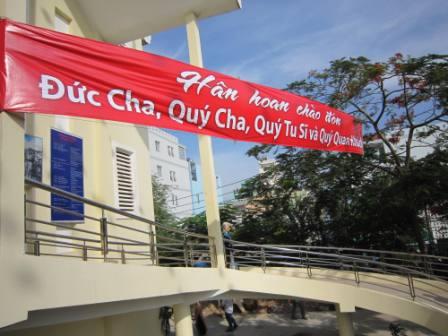 Hân hoan chào đón
Đức Cha, Quý Cha, Quý Tu Sĩ và Quý Quan khách